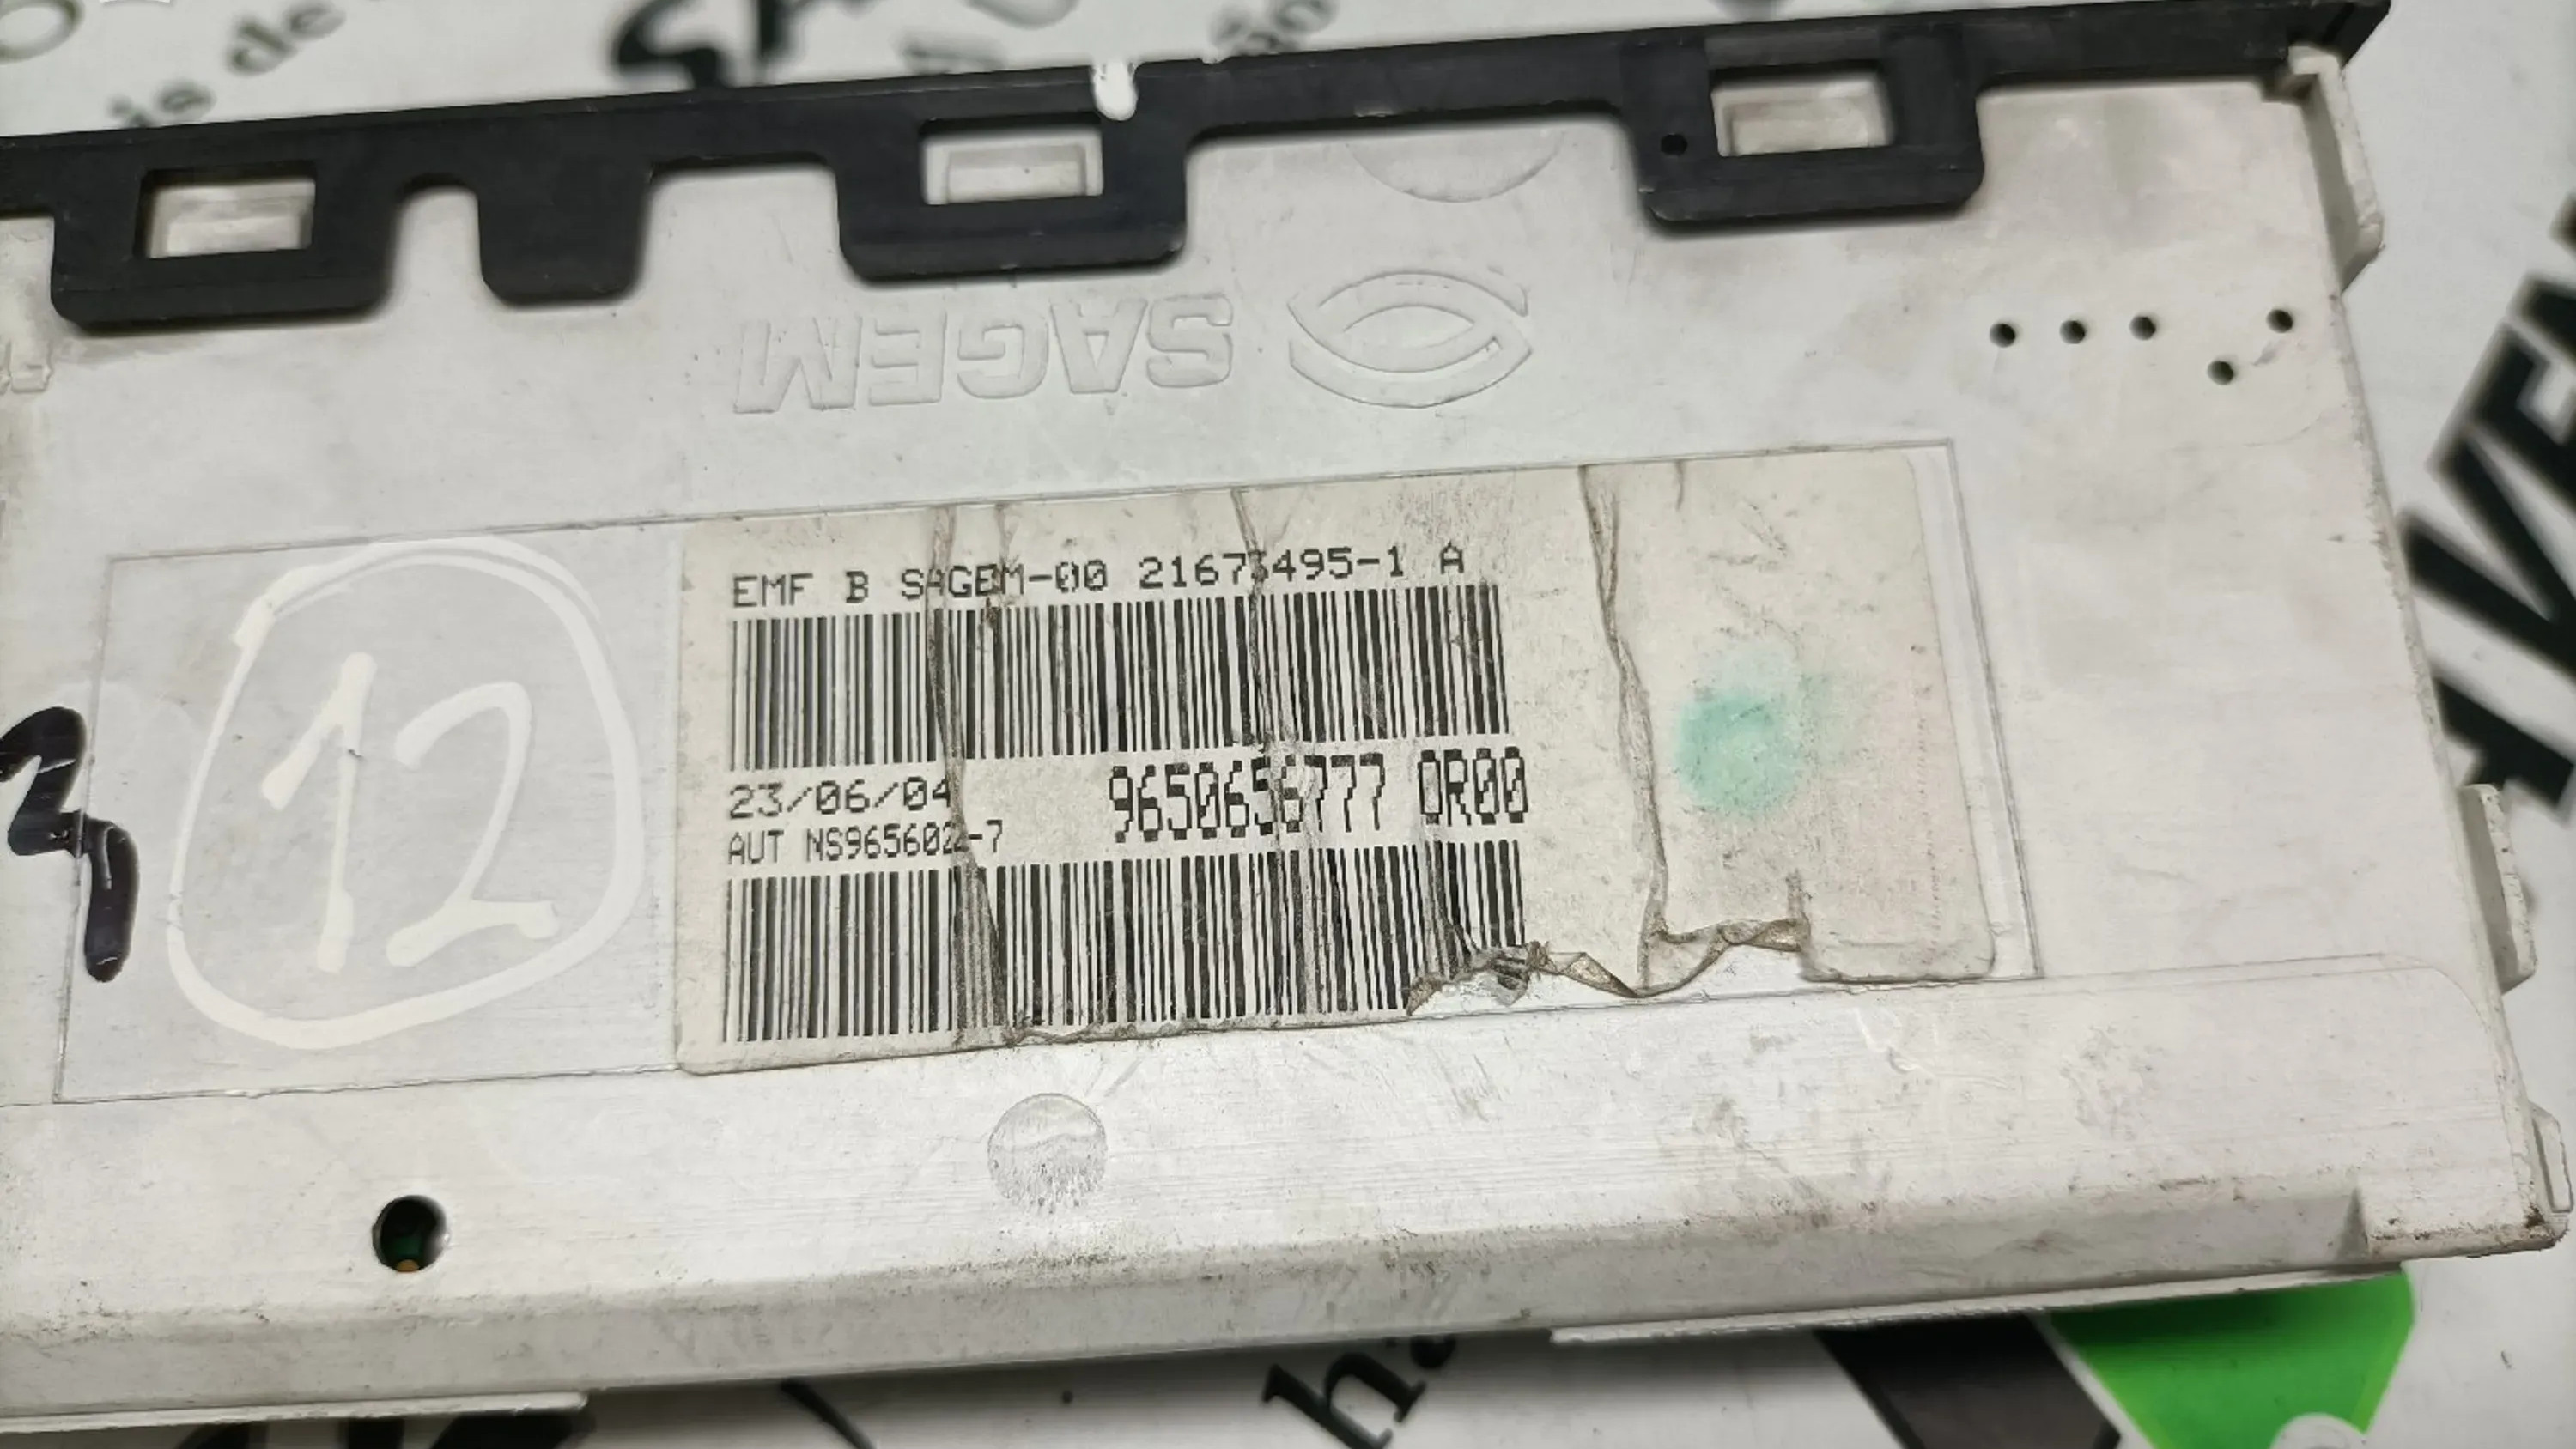 SAGEM
12
EMF B SAGEM-00 21673495-1 A
23/06/04
9650656777 0R00
AUT NS965602-7